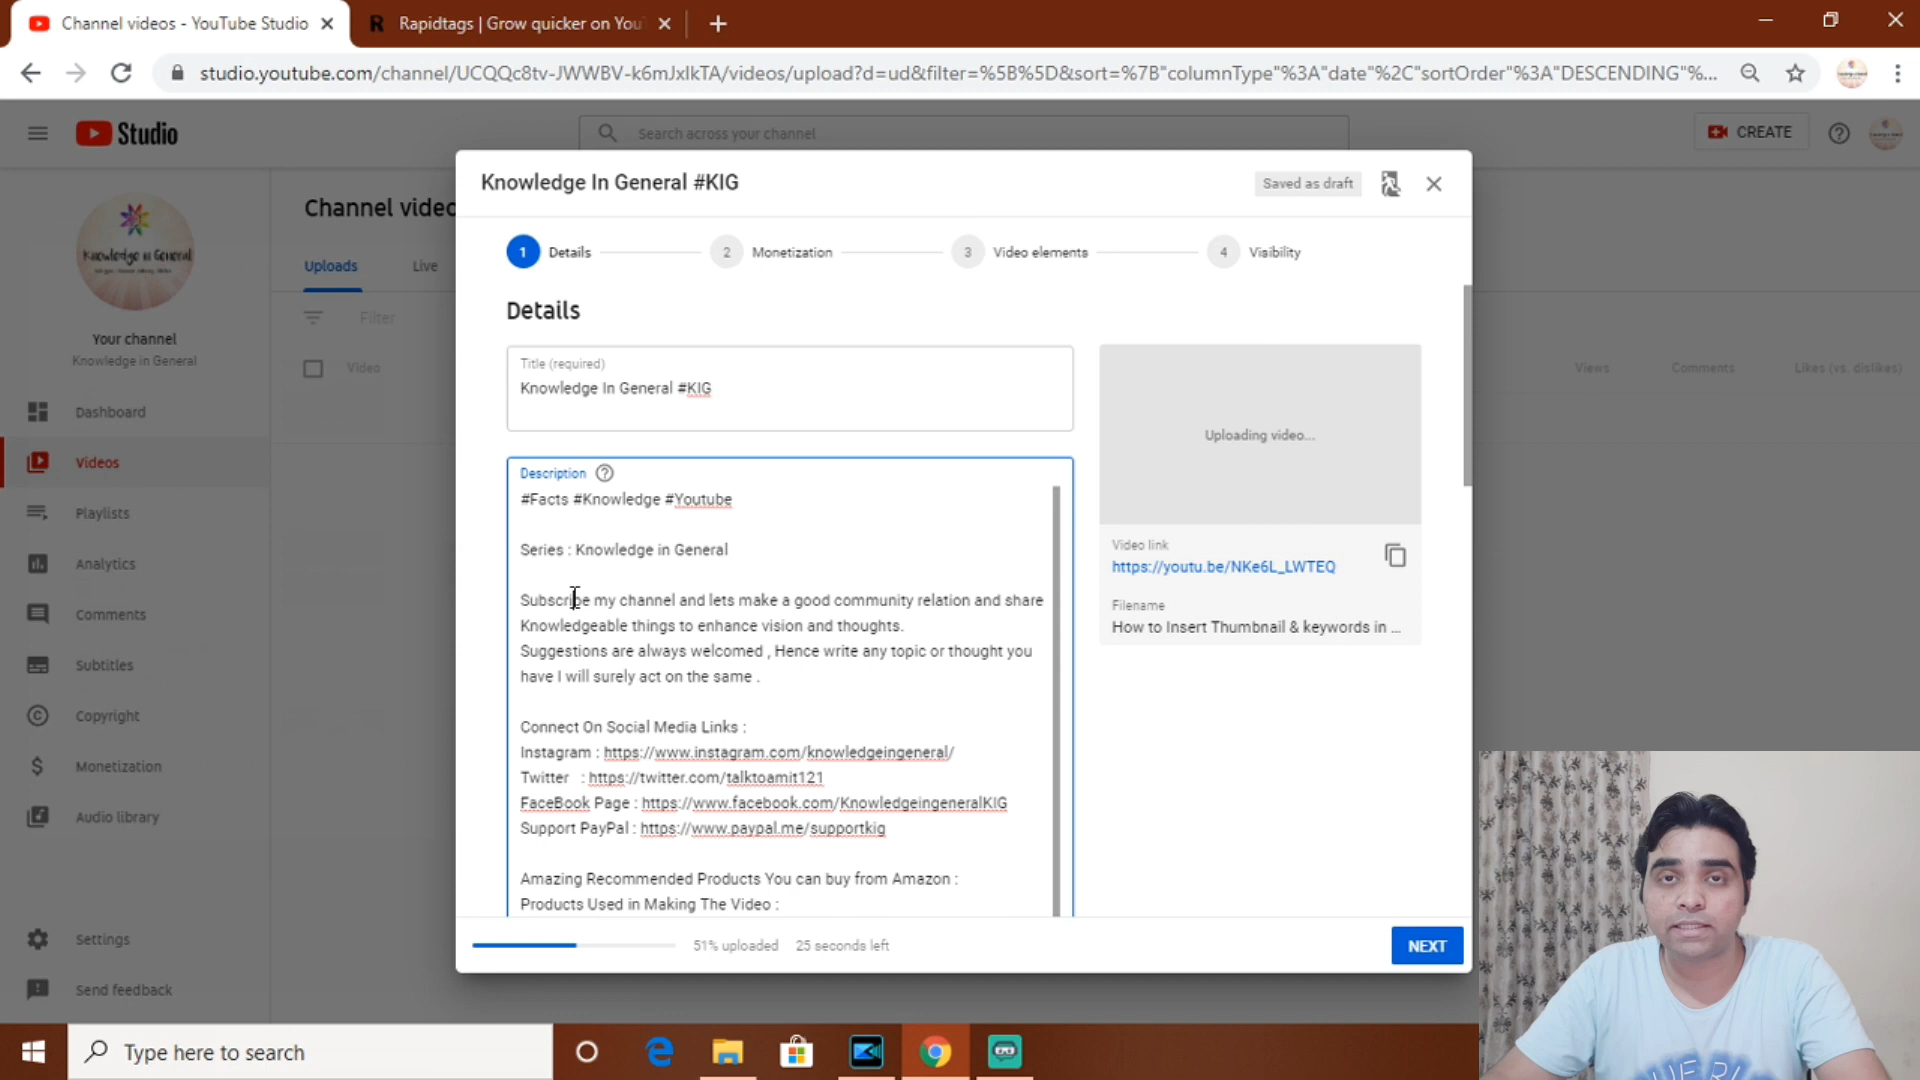 Channel videos - YouTube Studio
Rapidtags | Grow quicker on You
studio.youtube.com/channel/UCQQc8tv-JWWBV-k6mJxIkTA/videos/upload?d=ud&filter=%5B%5D&sort=%7B"columnType"%3A"date"%2C"sortOrder"%3A"DESCENDING"%...
Studio
Search across your channel
CREATE
Knowledge in General
Your channel
Knowledge in General
Dashboard
Videos
Playlists
Analytics
Comments
Subtitles
Copyright
Monetization
Audio library
Settings
Send feedback
Channel video
Uploads
Live
Filter
Video
Views
Comments
Likes (vs. dislikes)
Knowledge In General #KIG
Saved as draft
1 Details
2 Monetization
3 Video elements
4 Visibility
Details
Title (required)
Knowledge In General #KIG
Description
#Facts #Knowledge #Youtube
Series : Knowledge in General
Subscribe my channel and lets make a good community relation and share
Knowledgeable things to enhance vision and thoughts.
Suggestions are always welcomed , Hence write any topic or thought you
have I will surely act on the same .
Connect On Social Media Links :
Instagram : https://www.instagram.com/knowledgeingeneral/
Twitter : https://twitter.com/talktoamit121
FaceBook Page : https://www.facebook.com/KnowledgeingeneralKIG
Support PayPal : https://www.paypal.me/supportkig
Amazing Recommended Products You can buy from Amazon :
Products Used in Making The Video :
Uploading video...
Video link
https://youtu.be/NKe6L_LWTEQ
Filename
How to Insert Thumbnail & keywords in ...
51% uploaded 25 seconds left
NEXT
Type here to search